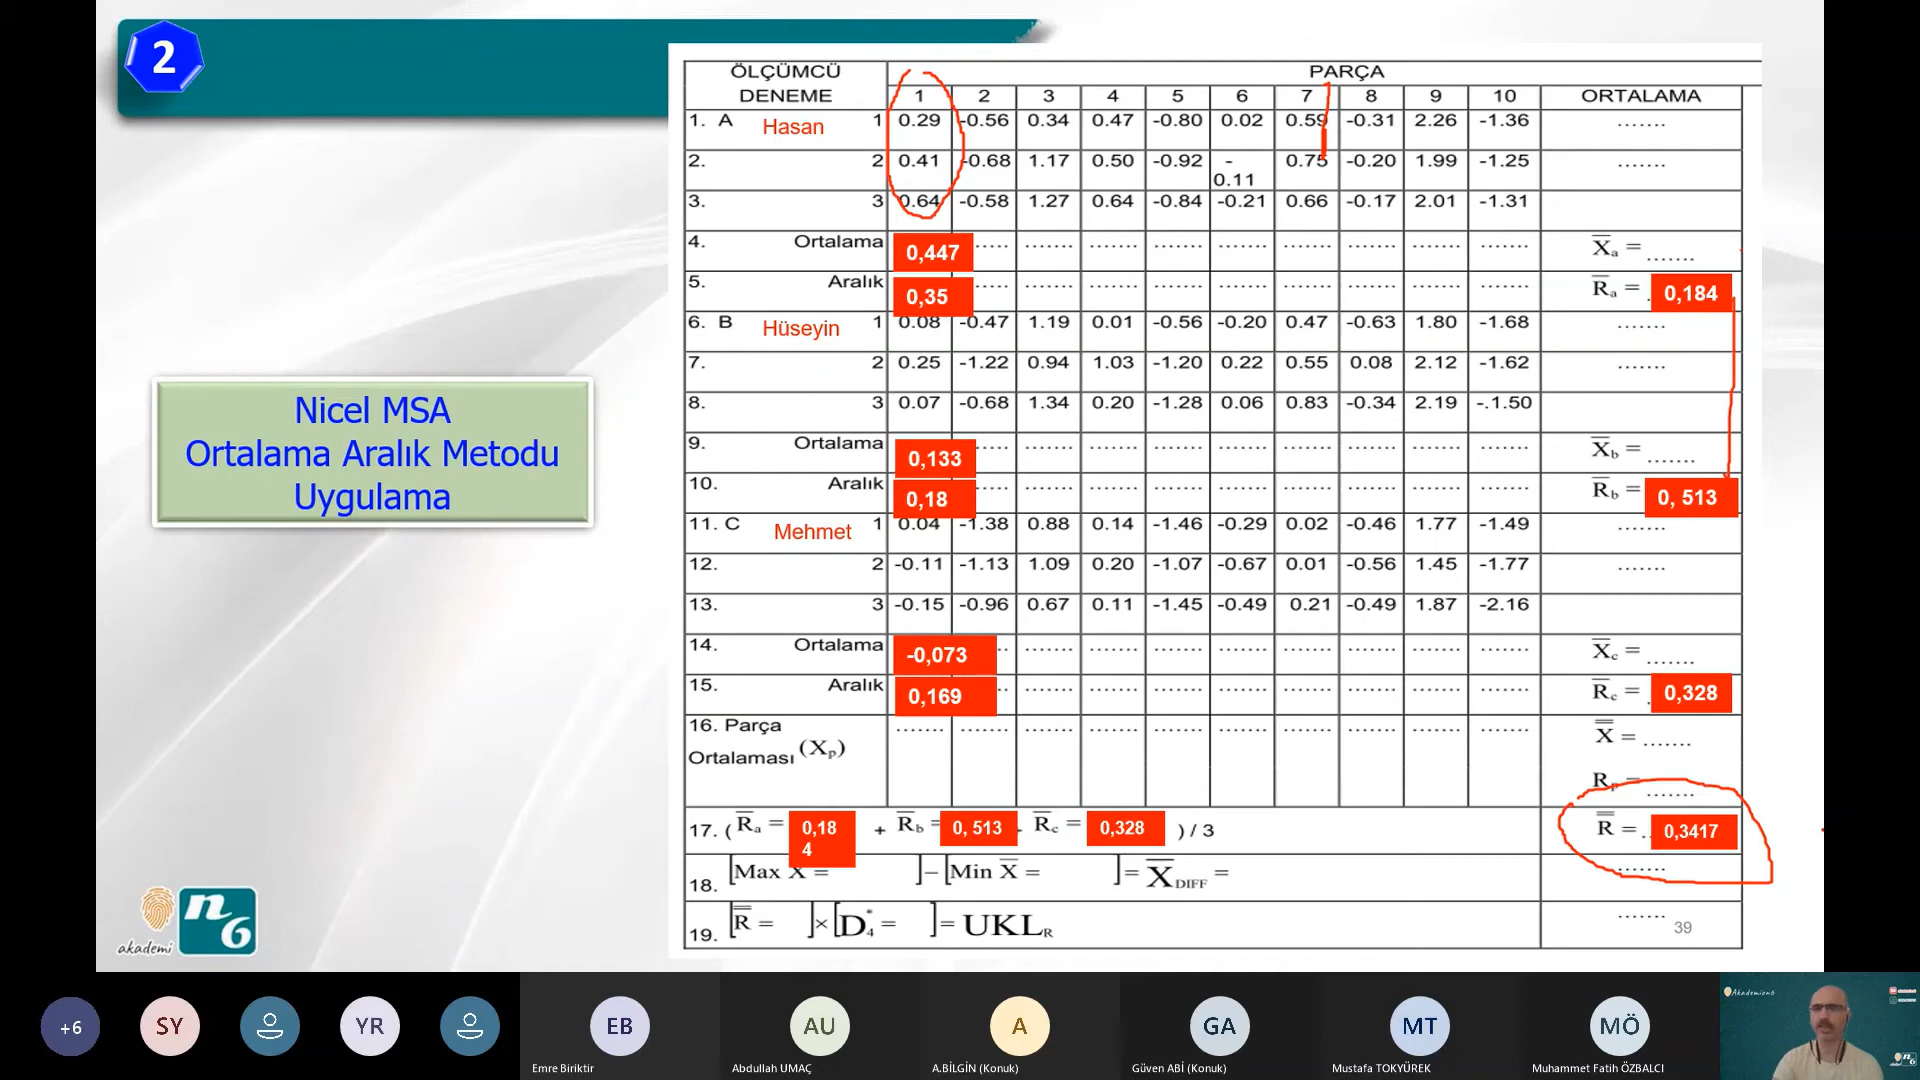 2
Nicel MSA
Ortalama Aralık Metodu
Uygulama
ÖLÇÜMCÜ PARÇA
DENEME 1 2 3 4 5 6 7 8 9 10 ORTALAMA
1. A Hasan 1 0.29 -0.56 0.34 0.47 -0.80 0.02 0.59 -0.31 2.26 -1.36 .......
2. 2 0.41 -0.68 1.17 0.50 -0.92 -0.11 0.75 -0.20 1.99 -1.25 .......
3. 3 0.64 -0.58 1.27 0.64 -0.84 -0.21 0.66 -0.17 2.01 -1.31
4. Ortalama 0,447 ..... ....... ....... ....... ....... ....... ....... ....... ....... X̄a = .......
5. Aralık 0,35 ..... ....... ....... ....... ....... ....... ....... ....... ....... R̄a = . 0,184
6. B Hüseyin 1 0.08 -0.47 1.19 0.01 -0.56 -0.20 0.47 -0.63 1.80 -1.68 .......
7. 2 0.25 -1.22 0.94 1.03 -1.20 0.22 0.55 0.08 2.12 -1.62 .......
8. 3 0.07 -0.68 1.34 0.20 -1.28 0.06 0.83 -0.34 2.19 -.1.50
9. Ortalama 0,133 ..... ....... ....... ....... ....... ....... ....... ....... ....... X̄b = .......
10. Aralık 0,18 ..... ....... ....... ....... ....... ....... ....... ....... ....... R̄b = 0, 513
11. C Mehmet 1 0.04 -1.38 0.88 0.14 -1.46 -0.29 0.02 -0.46 1.77 -1.49 .......
12. 2 -0.11 -1.13 1.09 0.20 -1.07 -0.67 0.01 -0.56 1.45 -1.77 .......
13. 3 -0.15 -0.96 0.67 0.11 -1.45 -0.49 0.21 -0.49 1.87 -2.16
14. Ortalama -0,073 .. ....... ....... ....... ....... ....... ....... ....... ....... X̄c = .......
15. Aralık 0,169 .. ....... ....... ....... ....... ....... ....... ....... ....... R̄c = . 0,328
16. Parça ....... ....... ....... ....... ....... ....... ....... ....... ....... ....... X̿ = .......
Ortalaması (Xp)
Rp = .......
17. ( R̄a = 0,184 + R̄b = 0, 513 R̄c = 0,328 ) / 3 R̿ = .. 0,3417
18. [Max X̄ = ] – [Min X̄ = ] = X̄DIFF = .......
19. [R̿ = ] × [D4* = ] = UKLR .......
39
akademi n6
+6
SY
YR
EB
AU
A
GA
MT
MÖ
Emre Biriktir
Abdullah UMAÇ
A.BİLGİN (Konuk)
Güven ABİ (Konuk)
Mustafa TOKYÜREK
Muhammet Fatih ÖZBALCI
Akademien6
n6